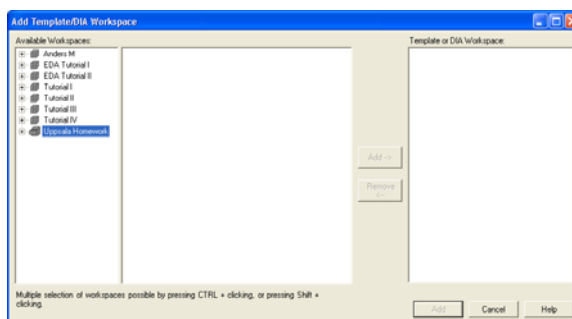 Add Template/DIA Workspace
Available Workspaces:
Template or DIA Workspace:
Anders M
EDA Tutorial I
EDA Tutorial II
Tutorial I
Tutorial II
Tutorial III
Tutorial IV
Uppsala Homework
Add ->
Remove
<-
Multiple selection of workspaces possible by pressing CTRL + clicking, or pressing Shift +
clicking.
Add
Cancel
Help